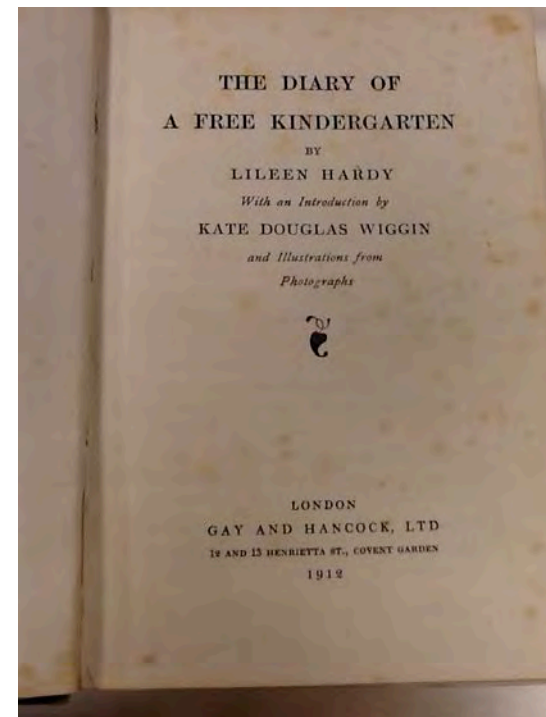 THE DIARY OF
A FREE KINDERGARTEN
BY
LILEEN HARDY
With an Introduction by
KATE DOUGLAS WIGGIN
and Illustrations from
Photographs
LONDON
GAY AND HANCOCK, LTD
12 AND 13 HENRIETTA ST., COVENT GARDEN
1912